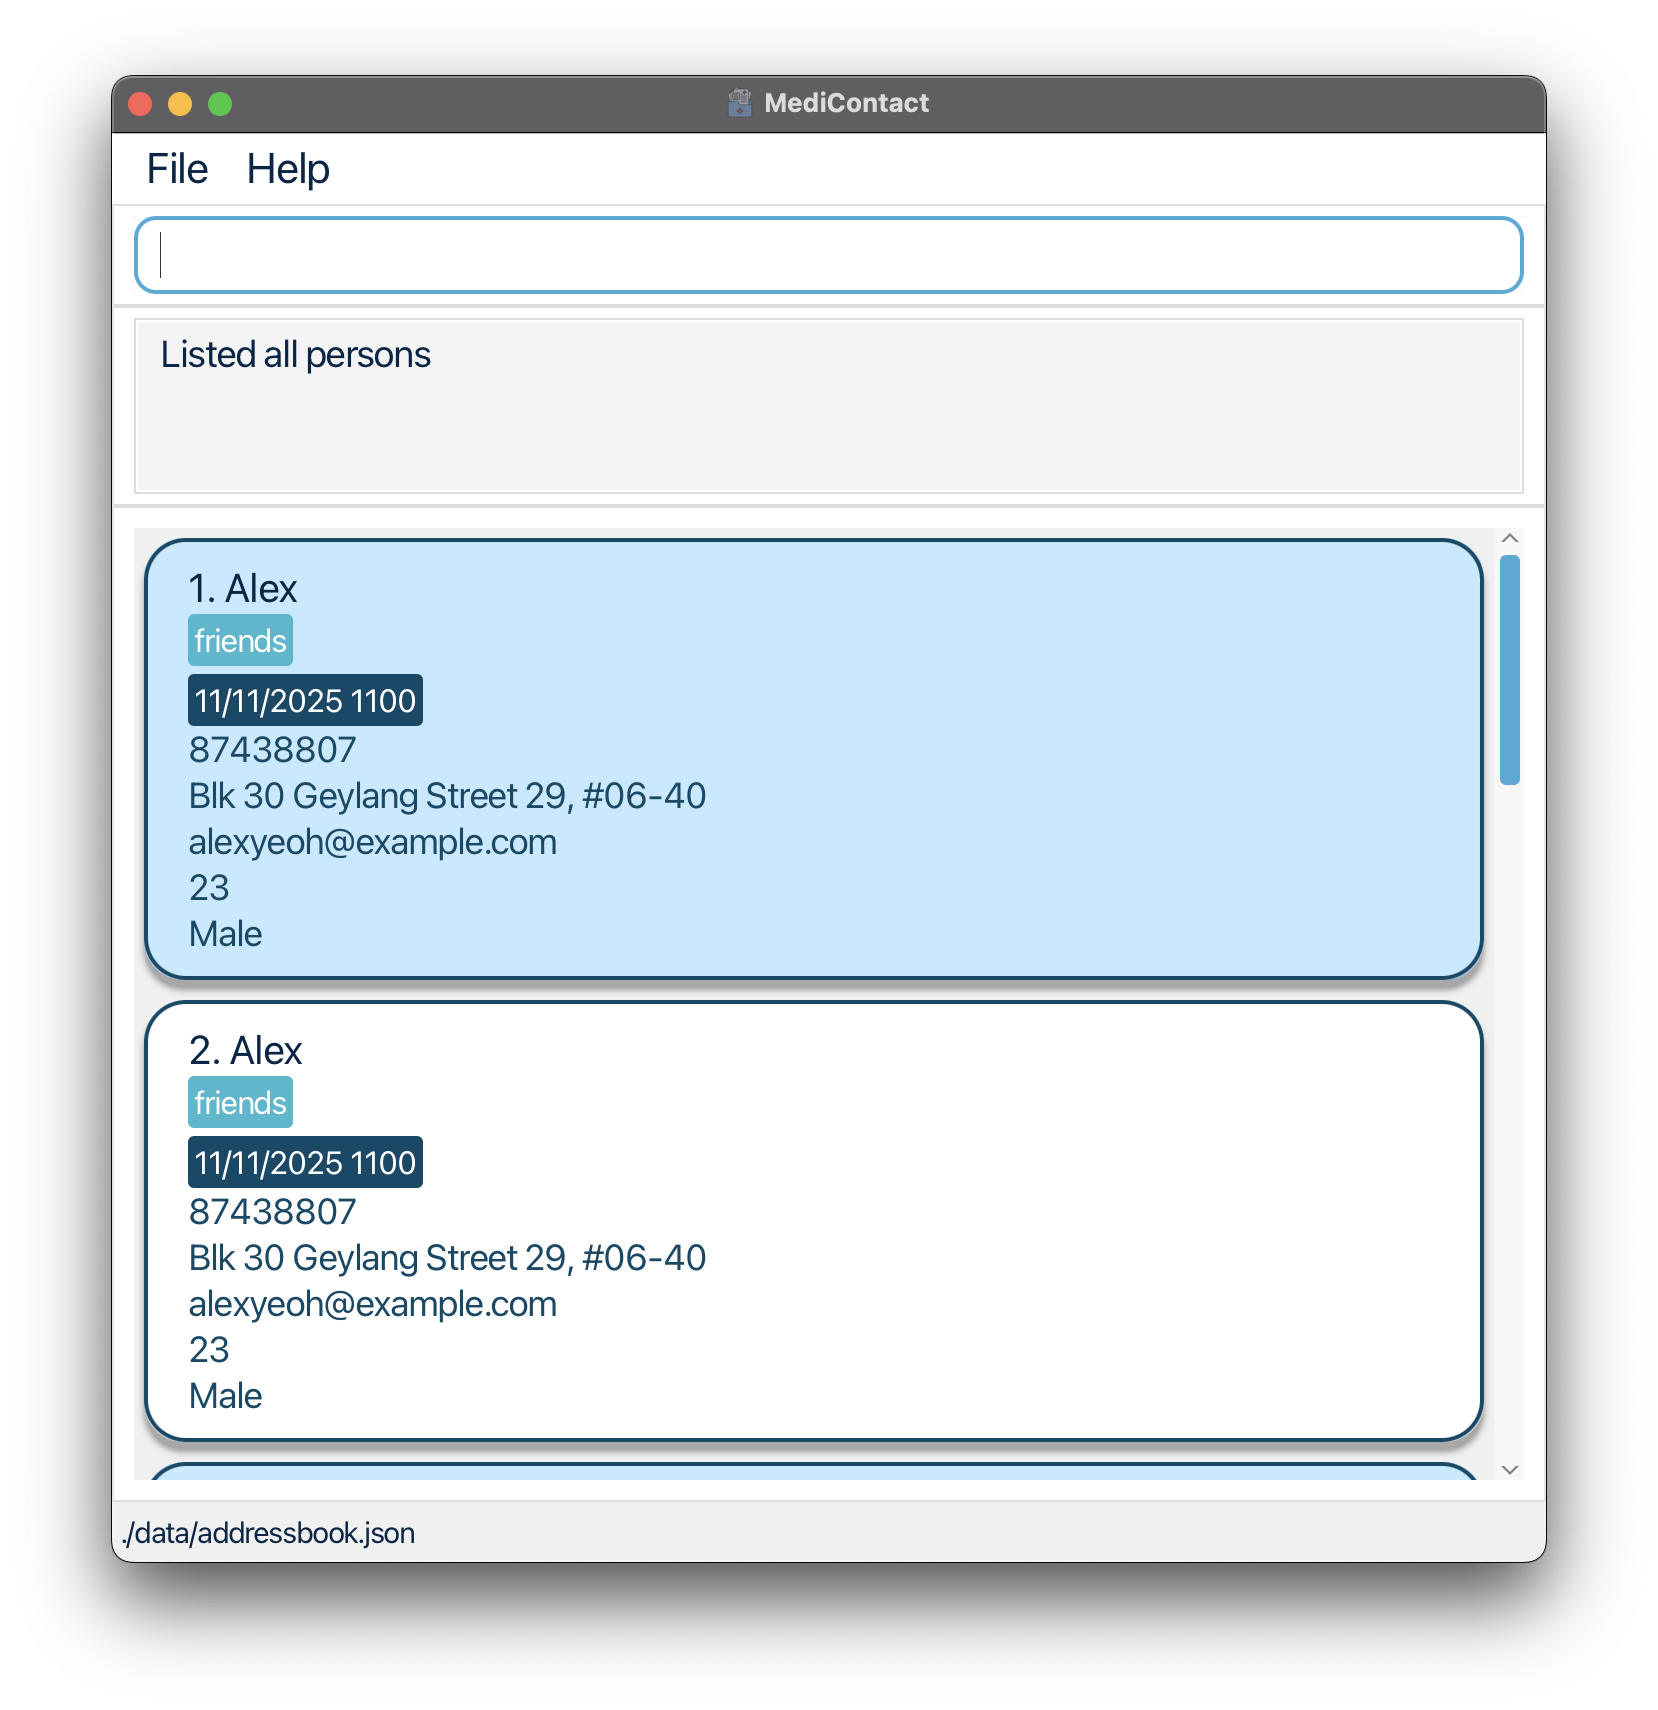 MediContact
File Help
Listed all persons
1. Alex
friends
11/11/2025 1100
87438807
Blk 30 Geylang Street 29, #06-40
alexyeoh@example.com
23
Male
2. Alex
friends
11/11/2025 1100
87438807
Blk 30 Geylang Street 29, #06-40
alexyeoh@example.com
23
Male
./data/addressbook.json